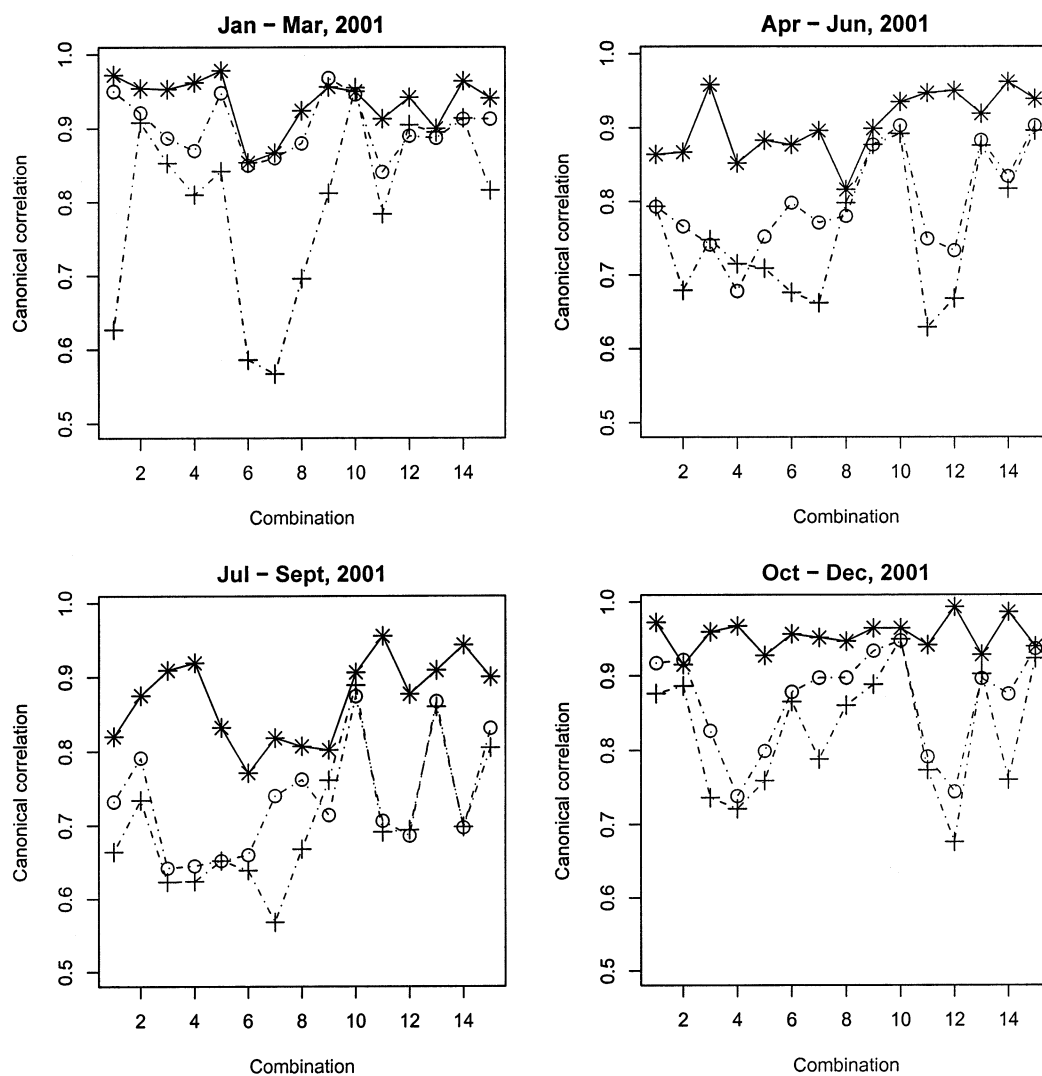 Jan − Mar, 2001
Canonical correlation
1.0
0.9
0.8
0.7
0.6
0.5
2 4 6 8 10 12 14
Combination
Apr − Jun, 2001
Canonical correlation
1.0
0.9
0.8
0.7
0.6
0.5
2 4 6 8 10 12 14
Combination
Jul − Sept, 2001
Canonical correlation
1.0
0.9
0.8
0.7
0.6
0.5
2 4 6 8 10 12 14
Combination
Oct − Dec, 2001
Canonical correlation
1.0
0.9
0.8
0.7
0.6
0.5
2 4 6 8 10 12 14
Combination